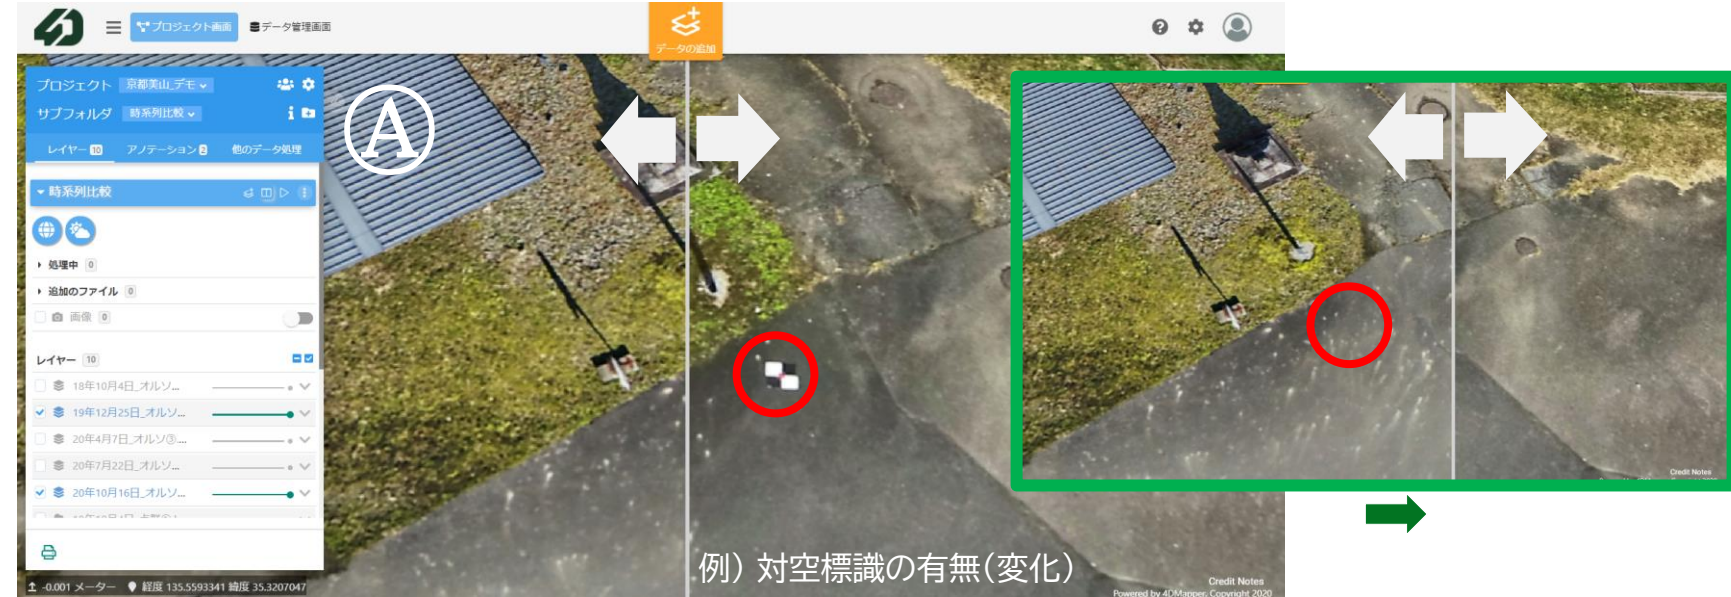 4D
プロジェクト画面
データ管理画面
データの追加
プロジェクト 京都美山_デモ
サブフォルダ 時系列比較
レイヤー 10 アノテーション 2 他のデータ処理
時系列比較
処理中 0
追加のファイル 0
画像 0
レイヤー 10
18年10月4日_オルソ...
19年12月25日_オルソ...
20年4月7日_オルソ③...
20年7月22日_オルソ...
20年10月16日_オルソ...
-0.001 メーター 経度 135.5593341 緯度 35.3207047
Ⓐ
例）対空標識の有無（変化）
Credit Notes
Powered by 4DMapper, Copyright 2020
Credit Notes